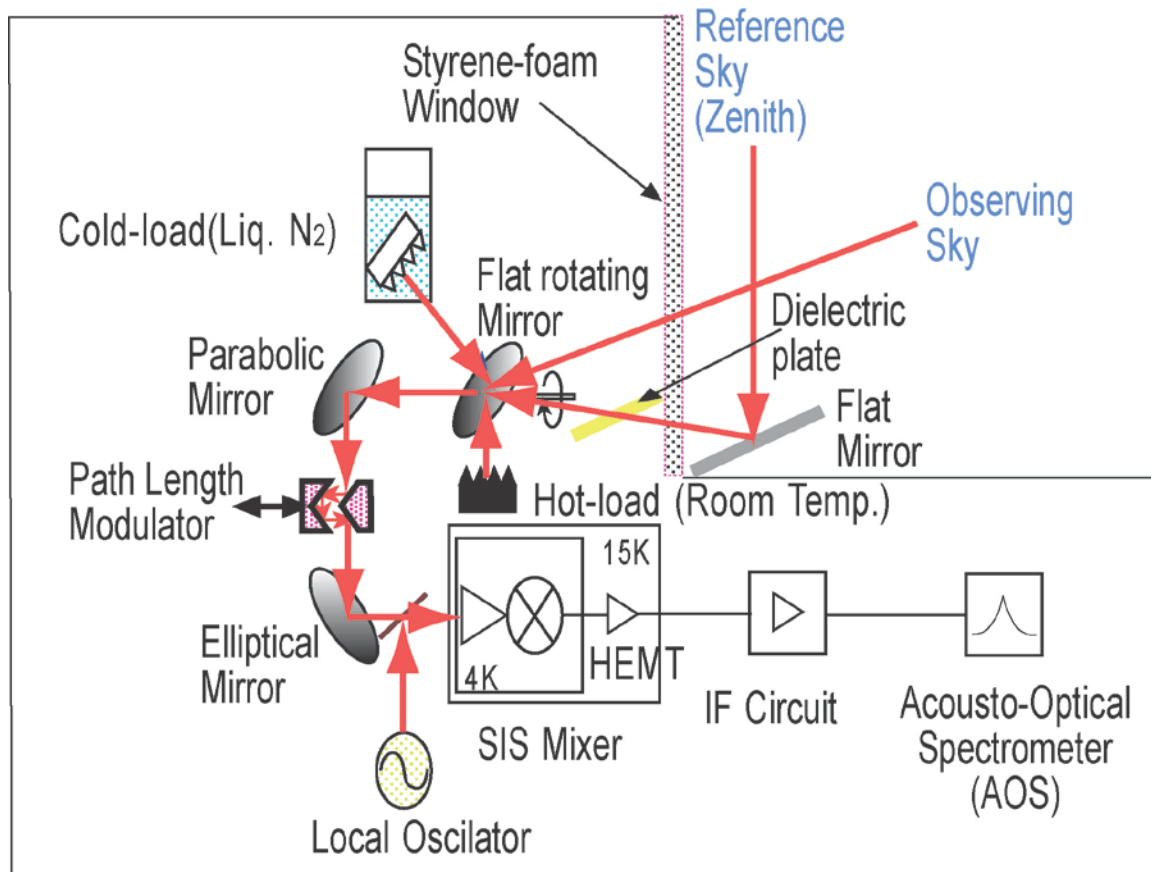 Reference
Sky
(Zenith)
Styrene-foam
Window
Observing
Sky
Cold-load(Liq. N2)
Flat rotating
Mirror
Dielectric
plate
Parabolic
Mirror
Flat
Mirror
Path Length
Modulator
Hot-load (Room Temp.)
15K
HEMT
4K
Elliptical
Mirror
SIS Mixer
IF Circuit
Acousto-Optical
Spectrometer
(AOS)
Local Oscilator